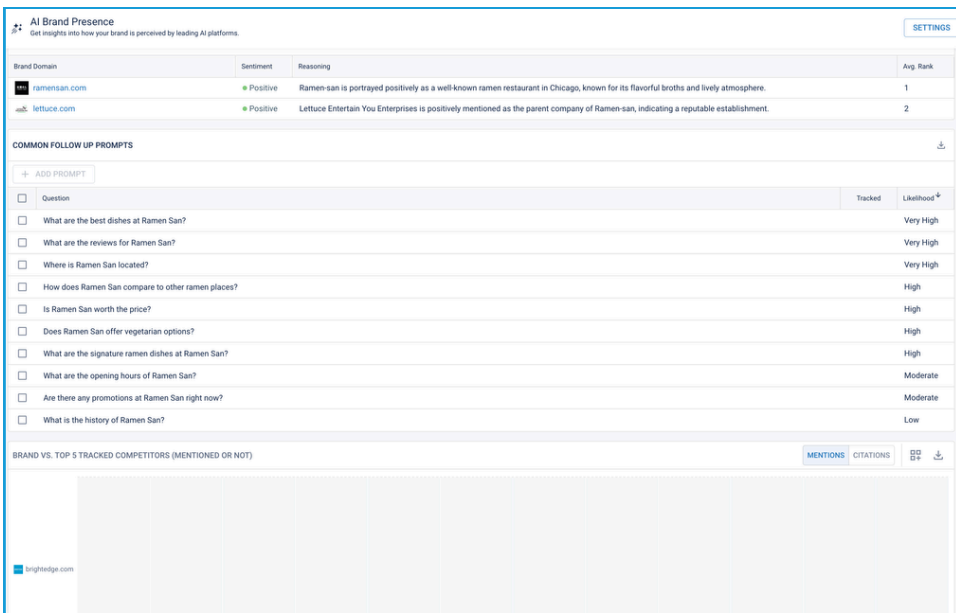 AI Brand Presence
Get insights into how your brand is perceived by leading AI platforms.
SETTINGS
Brand Domain Sentiment Reasoning Avg. Rank
ramensan.com Positive Ramen-san is portrayed positively as a well-known ramen restaurant in Chicago, known for its flavorful broths and lively atmosphere. 1
lettuce.com Positive Lettuce Entertain You Enterprises is positively mentioned as the parent company of Ramen-san, indicating a reputable establishment. 2
COMMON FOLLOW UP PROMPTS
+ ADD PROMPT
Question Tracked Likelihood
What are the best dishes at Ramen San? Very High
What are the reviews for Ramen San? Very High
Where is Ramen San located? Very High
How does Ramen San compare to other ramen places? High
Is Ramen San worth the price? High
Does Ramen San offer vegetarian options? High
What are the signature ramen dishes at Ramen San? High
What are the opening hours of Ramen San? Moderate
Are there any promotions at Ramen San right now? Moderate
What is the history of Ramen San? Low
BRAND VS. TOP 5 TRACKED COMPETITORS (MENTIONED OR NOT) MENTIONS CITATIONS
brightedge.com